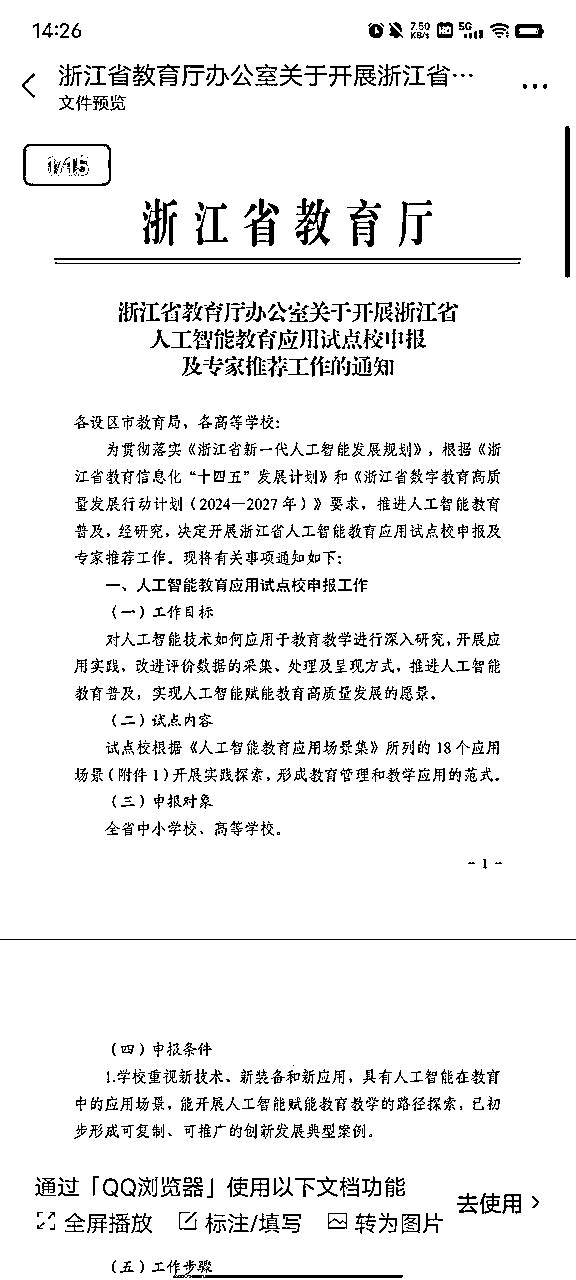 14:26
7.50 KB/S HD 5G
浙江省教育厅办公室关于开展浙江省…
文件预览
1/15
浙江省教育厅
浙江省教育厅办公室关于开展浙江省
人工智能教育应用试点校申报
及专家推荐工作的通知
各设区市教育局，各高等学校：
为贯彻落实《浙江省新一代人工智能发展规划》，根据《浙
江省教育信息化“十四五”发展计划》和《浙江省数字教育高质
量发展行动计划（2024—2027年）》要求，推进人工智能教育
普及，经研究，决定开展浙江省人工智能教育应用试点校申报及
专家推荐工作。现将有关事项通知如下：
一、人工智能教育应用试点校申报工作
（一）工作目标
对人工智能技术如何应用于教育教学进行深入研究，开展应
用实践，改进评价数据的采集、处理及呈现方式，推进人工智能
教育普及，实现人工智能赋能教育高质量发展的愿景。
（二）试点内容
试点校根据《人工智能教育应用场景集》所列的18个应用
场景（附件1）开展实践探索，形成教育管理和教学应用的范式。
（三）申报对象
全省中小学校、高等学校。
- 1 -
（四）申报条件
1.学校重视新技术、新装备和新应用，具有人工智能在教育
中的应用场景，能开展人工智能赋能教育教学的路径探索，已初
步形成可复制、可推广的创新发展典型案例。
通过「QQ浏览器」使用以下文档功能
去使用 >
全屏播放 标注/填写 转为图片
（五）工作步骤